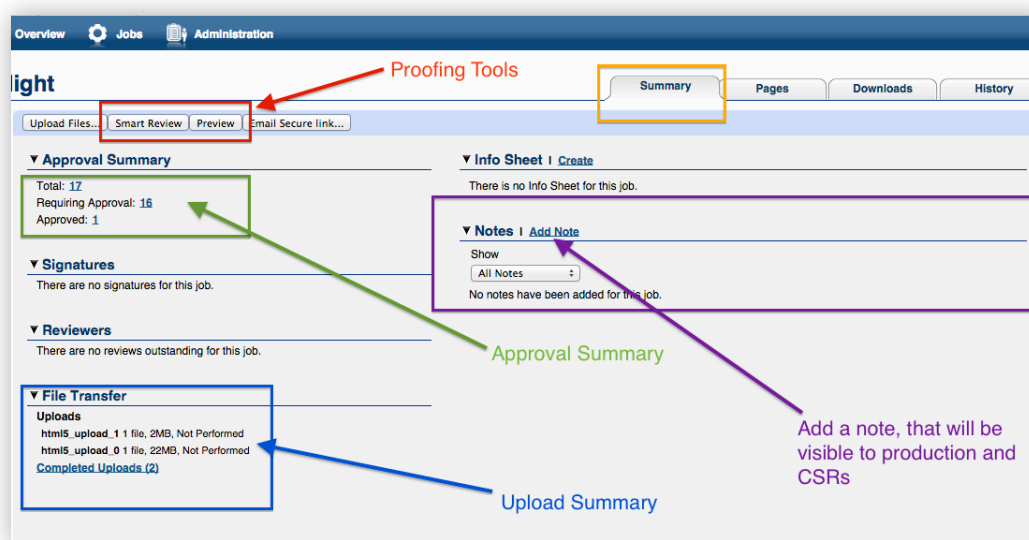 Overview Jobs Administration
light
Proofing Tools
Summary Pages Downloads History
Upload Files... Smart Review Preview Email Secure link...
Approval Summary
Total: 17
Requiring Approval: 16
Approved: 1
Info Sheet I Create
There is no Info Sheet for this job.
Notes I Add Note
Show
All Notes
No notes have been added for this job.
Signatures
There are no signatures for this job.
Reviewers
There are no reviews outstanding for this job.
Approval Summary
File Transfer
Uploads
html5_upload_1 1 file, 2MB, Not Performed
html5_upload_0 1 file, 22MB, Not Performed
Completed Uploads (2)
Add a note, that will be
visible to production and
CSRs
Upload Summary